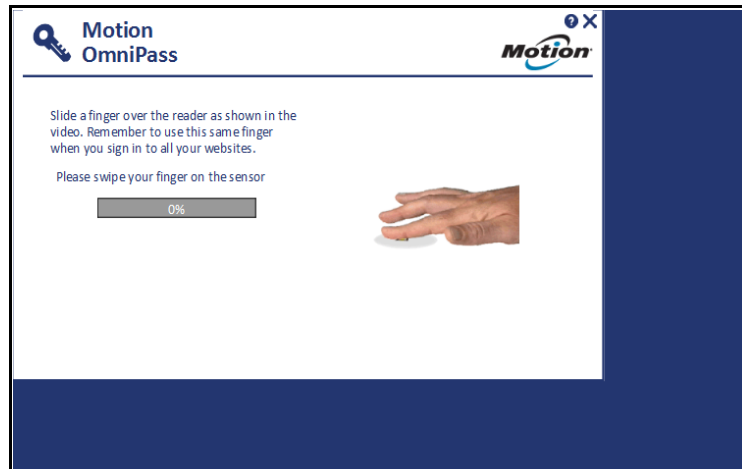 Motion
OmniPass
?
Motion
Slide a finger over the reader as shown in the
video. Remember to use this same finger
when you sign in to all your websites.
Please swipe your finger on the sensor
0%